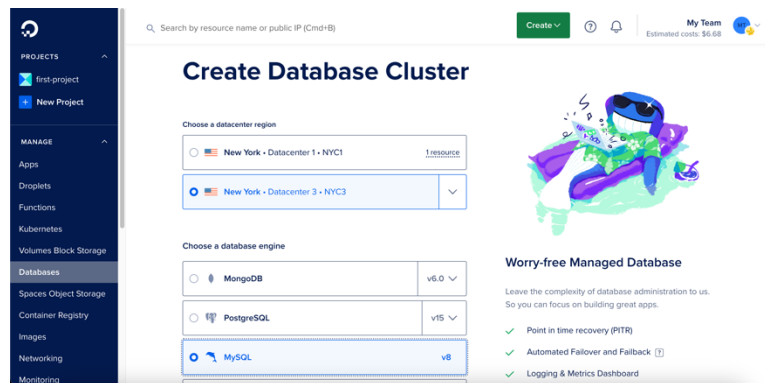 Search by resource name or public IP (Cmd+B)
Create
?
My Team
Estimated costs: $6.68
MT
PROJECTS
first-project
+ New Project
MANAGE
Apps
Droplets
Functions
Kubernetes
Volumes Block Storage
Databases
Spaces Object Storage
Container Registry
Images
Networking
Monitoring
Create Database Cluster
Choose a datacenter region
New York • Datacenter 1 • NYC1
1 resource
New York • Datacenter 3 • NYC3
Choose a database engine
MongoDB
v6.0
PostgreSQL
v15
MySQL
v8
Worry-free Managed Database
Leave the complexity of database administration to us.
So you can focus on building great apps.
Point in time recovery (PITR)
Automated Failover and Failback ?
Logging & Metrics Dashboard